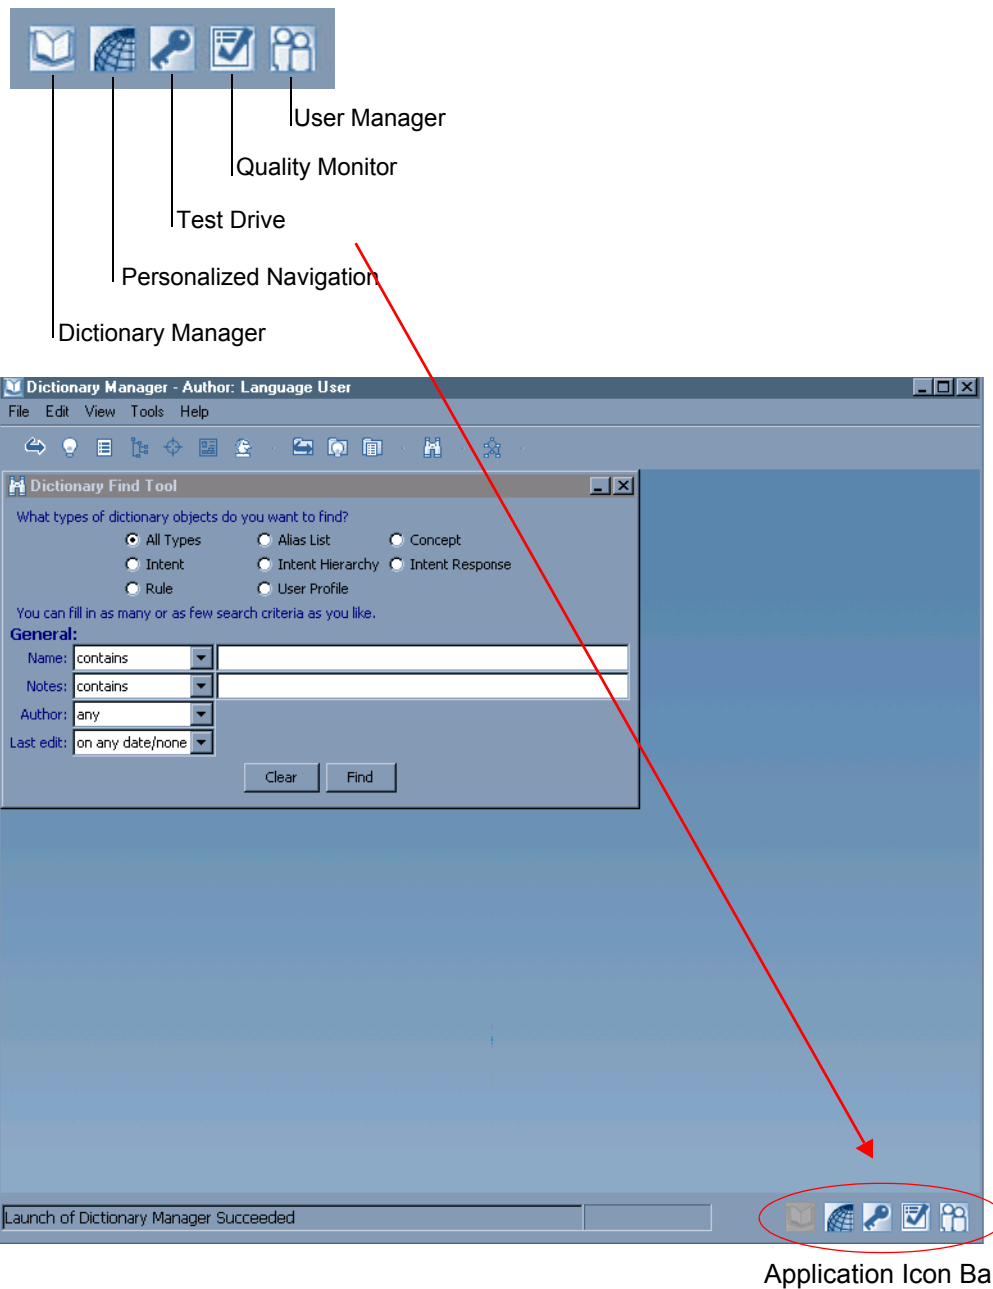 User Manager
Quality Monitor
Test Drive
Personalized Navigation
Dictionary Manager
Dictionary Manager - Author: Language User
File Edit View Tools Help
Dictionary Find Tool
What types of dictionary objects do you want to find?
All Types Alias List Concept
Intent Intent Hierarchy Intent Response
Rule User Profile
You can fill in as many or as few search criteria as you like.
General:
Name: contains
Notes: contains
Author: any
Last edit: on any date/none
Clear Find
Launch of Dictionary Manager Succeeded
Application Icon Ba